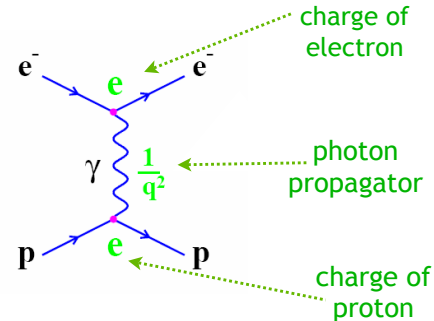 charge of
electron
e⁻ e e⁻
γ 1/q² photon
propagator
p e p
charge of
proton